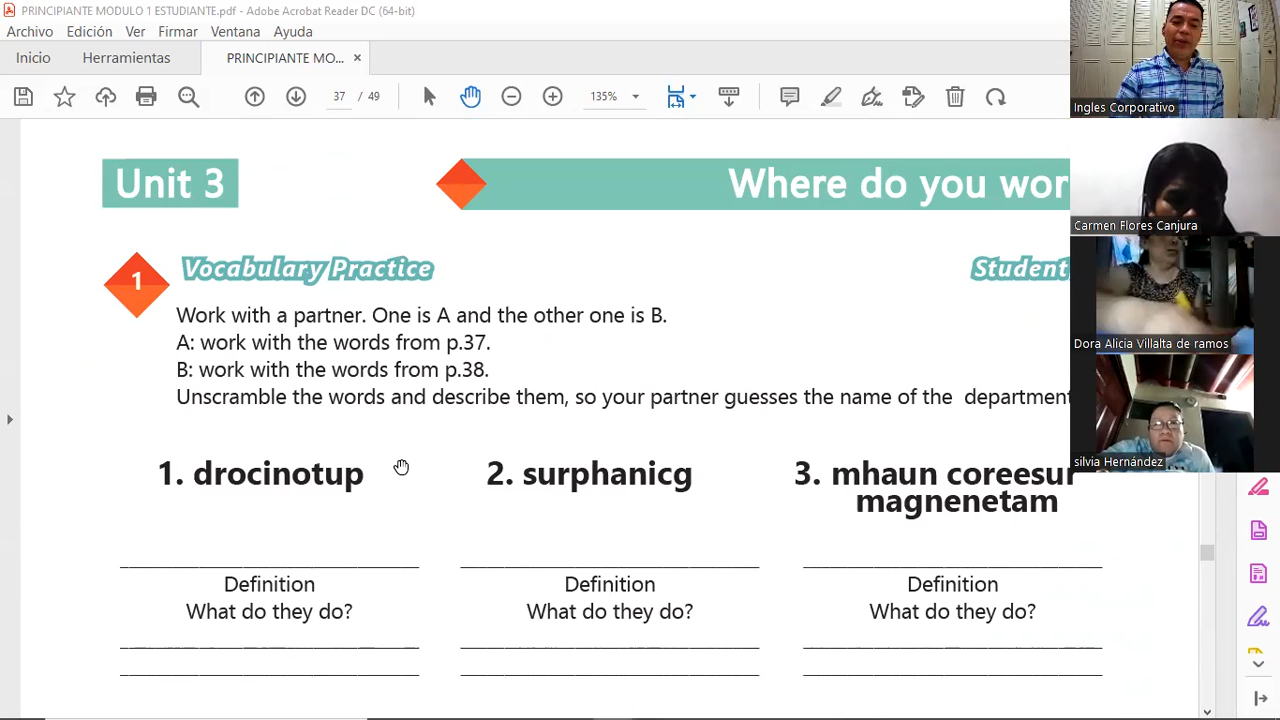 PRINCIPIANTE MODULO 1 ESTUDIANTE.pdf - Adobe Acrobat Reader DC (64-bit)
Archivo Edición Ver Firmar Ventana Ayuda
Inicio Herramientas PRINCIPIANTE MO... ×
37 / 49 135%
Ingles Corporativo
Carmen Flores Canjura
Dora Alicia Villalta de ramos
silvia Hernández
Unit 3 Where do you wor
1 Vocabulary Practice Student
Work with a partner. One is A and the other one is B.
A: work with the words from p.37.
B: work with the words from p.38.
Unscramble the words and describe them, so your partner guesses the name of the department
1. drocinotup 2. surphanicg 3. mhaun coreesur
magnenetam
Definition Definition Definition
What do they do? What do they do? What do they do?